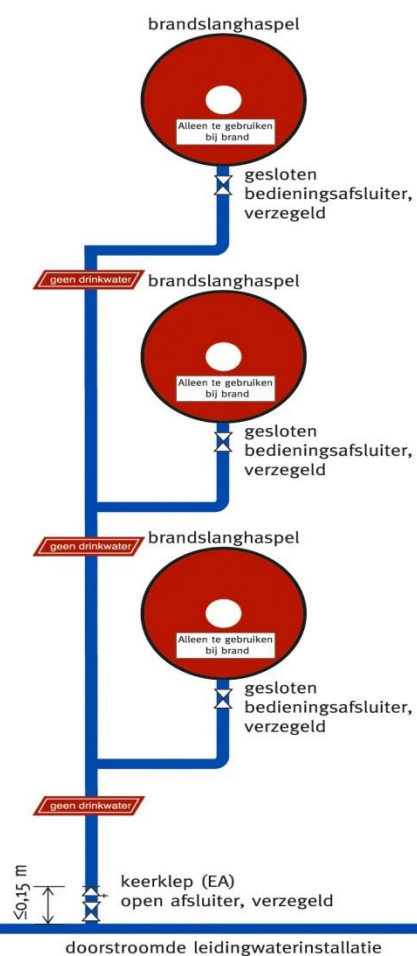 brandslanghaspel
Alleen te gebruiken
bij brand
gesloten
bedieningsafsluiter,
verzegeld
geen drinkwater
brandslanghaspel
Alleen te gebruiken
bij brand
gesloten
bedieningsafsluiter,
verzegeld
geen drinkwater
brandslanghaspel
Alleen te gebruiken
bij brand
gesloten
bedieningsafsluiter,
verzegeld
geen drinkwater
≤0,15 m
keerklep (EA)
open afsluiter, verzegeld
doorstroomde leidingwaterinstallatie